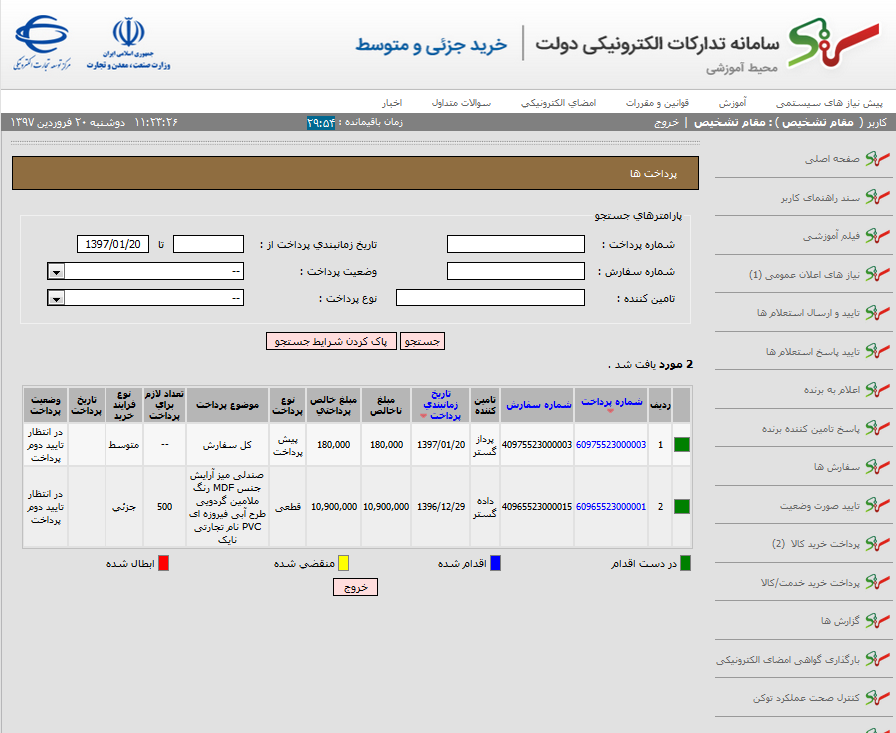 سامانه تدارکات الکترونیکی دولت
محیط آموزشی
خرید جزئی و متوسط
جمهوری اسلامی ایران
وزارت صنعت، معدن و تجارت
مرکز توسعه تجارت الکترونیکی
پیش نیاز های سیستمی آموزش قوانین و مقررات امضای الکترونیکی سوالات متداول اخبار
کاربر ( مقام تشخیص ) : مقام تشخیص | خروج زمان باقیمانده : ۲۹:۵۴ ۱۱:۲۳:۲۶ دوشنبه ۲۰ فروردین ۱۳۹۷
صفحه اصلی
سند راهنمای کاربر
فیلم آموزشی
نیاز های اعلان عمومی (1)
تایید و ارسال استعلام ها
تایید پاسخ استعلام ها
اعلام به برنده
پاسخ تامین کننده برنده
سفارش ها
تایید صورت وضعیت
پرداخت خرید کالا (2)
پرداخت خرید خدمت/کالا
گزارش ها
بارگذاری گواهی امضای الکترونیکی
کنترل صحت عملکرد توکن
پرداخت ها
پارامترهای جستجو
شماره پرداخت : تاریخ زمانبندی پرداخت از : تا 1397/01/20
شماره سفارش : وضعیت پرداخت : --
تامین کننده : نوع پرداخت : --
جستجو پاک کردن شرایط جستجو
2 مورد یافت شد .
ردیف شماره پرداخت شماره سفارش تامین کننده تاریخ زمانبندی پرداخت مبلغ ناخالص مبلغ خالص پرداختی نوع پرداخت موضوع پرداخت تعداد لازم برای پرداخت نوع فرایند خرید تاریخ پرداخت وضعیت پرداخت
1 60975523000003 40975523000003 پرداز گستر 1397/01/20 180,000 180,000 پیش پرداخت کل سفارش -- متوسط در انتظار تایید دوم پرداخت
2 60965523000001 40965523000015 داده گستر 1396/12/29 10,900,000 10,900,000 قطعی صندلی میز آرایش جنس MDF رنگ ملامین گردویی طرح آبی فیروزه ای PVC نام تجارتی نایک 500 جزئی در انتظار تایید دوم پرداخت
در دست اقدام اقدام شده منقضی شده ابطال شده
خروج